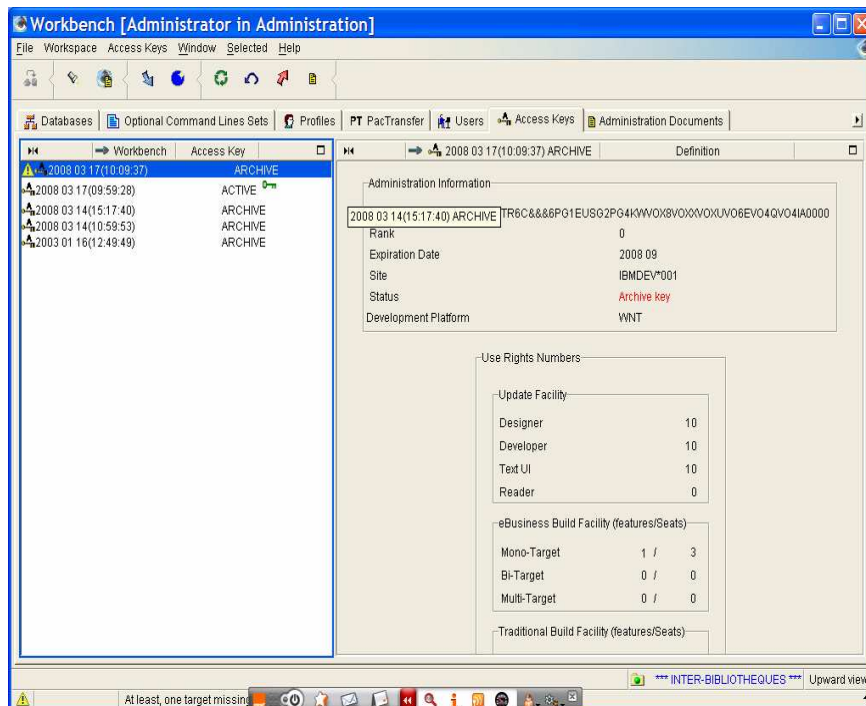 Workbench [Administrator in Administration]
File Workspace Access Keys Window Selected Help
Databases Optional Command Lines Sets Profiles PT PacTransfer Users Access Keys Administration Documents
Workbench Access Key
2008 03 17(10:09:37) ARCHIVE
2008 03 17(09:59:28) ACTIVE
2008 03 14(15:17:40) ARCHIVE
2008 03 14(10:59:53) ARCHIVE
2003 01 16(12:49:49) ARCHIVE
2008 03 17(10:09:37) ARCHIVE Definition
Administration Information
2008 03 14(15:17:40) ARCHIVE
Rank 0
Expiration Date 2008 09
Site IBMDEV*001
Status Archive key
Development Platform WNT
Use Rights Numbers
Update Facility
Designer 10
Developer 10
Text UI 10
Reader 0
eBusiness Build Facility (features/Seats)
Mono-Target 1 / 3
Bi-Target 0 / 0
Multi-Target 0 / 0
Traditional Build Facility (features/Seats)
*** INTER-BIBLIOTHEQUES *** Upward view
At least, one target missing